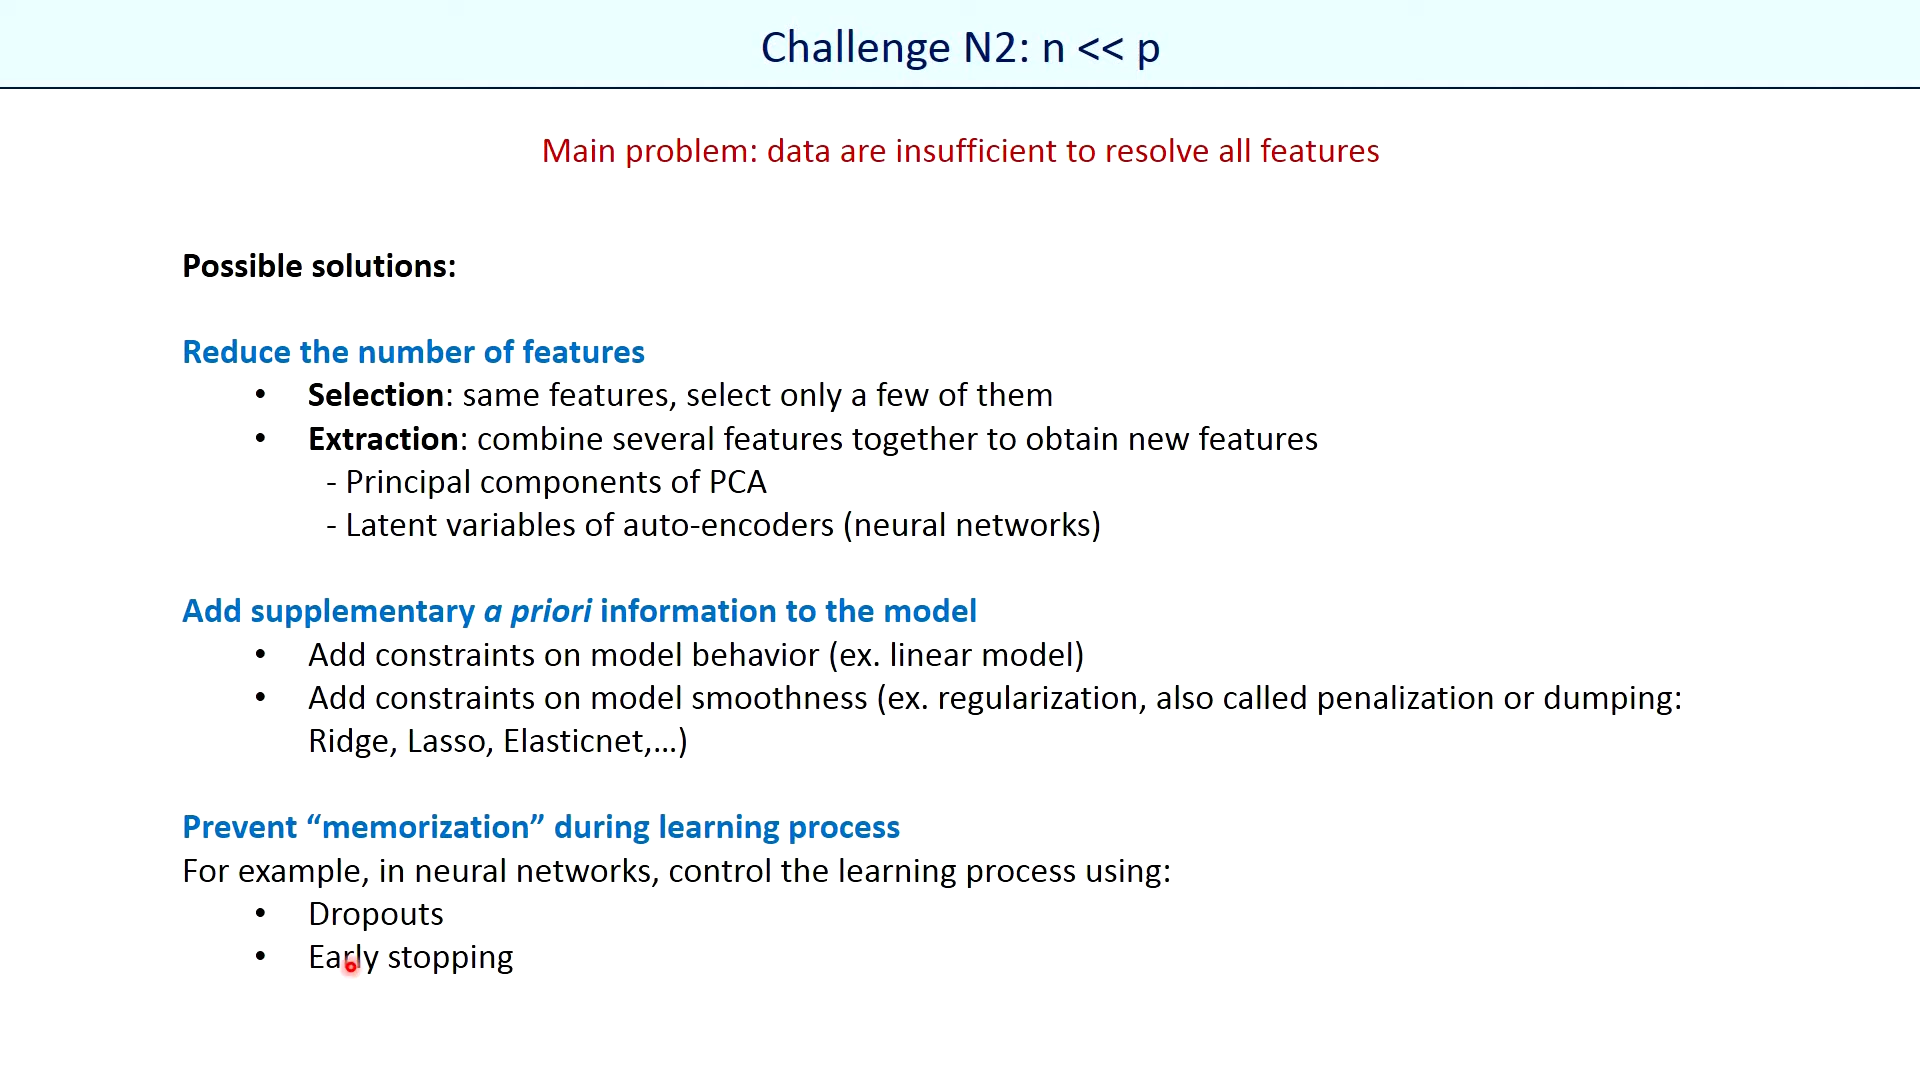 Challenge N2: n << p
Main problem: data are insufficient to resolve all features
Possible solutions:
Reduce the number of features
• Selection: same features, select only a few of them
• Extraction: combine several features together to obtain new features
- Principal components of PCA
- Latent variables of auto-encoders (neural networks)
Add supplementary a priori information to the model
• Add constraints on model behavior (ex. linear model)
• Add constraints on model smoothness (ex. regularization, also called penalization or dumping:
Ridge, Lasso, Elasticnet,…)
Prevent “memorization” during learning process
For example, in neural networks, control the learning process using:
• Dropouts
• Early stopping